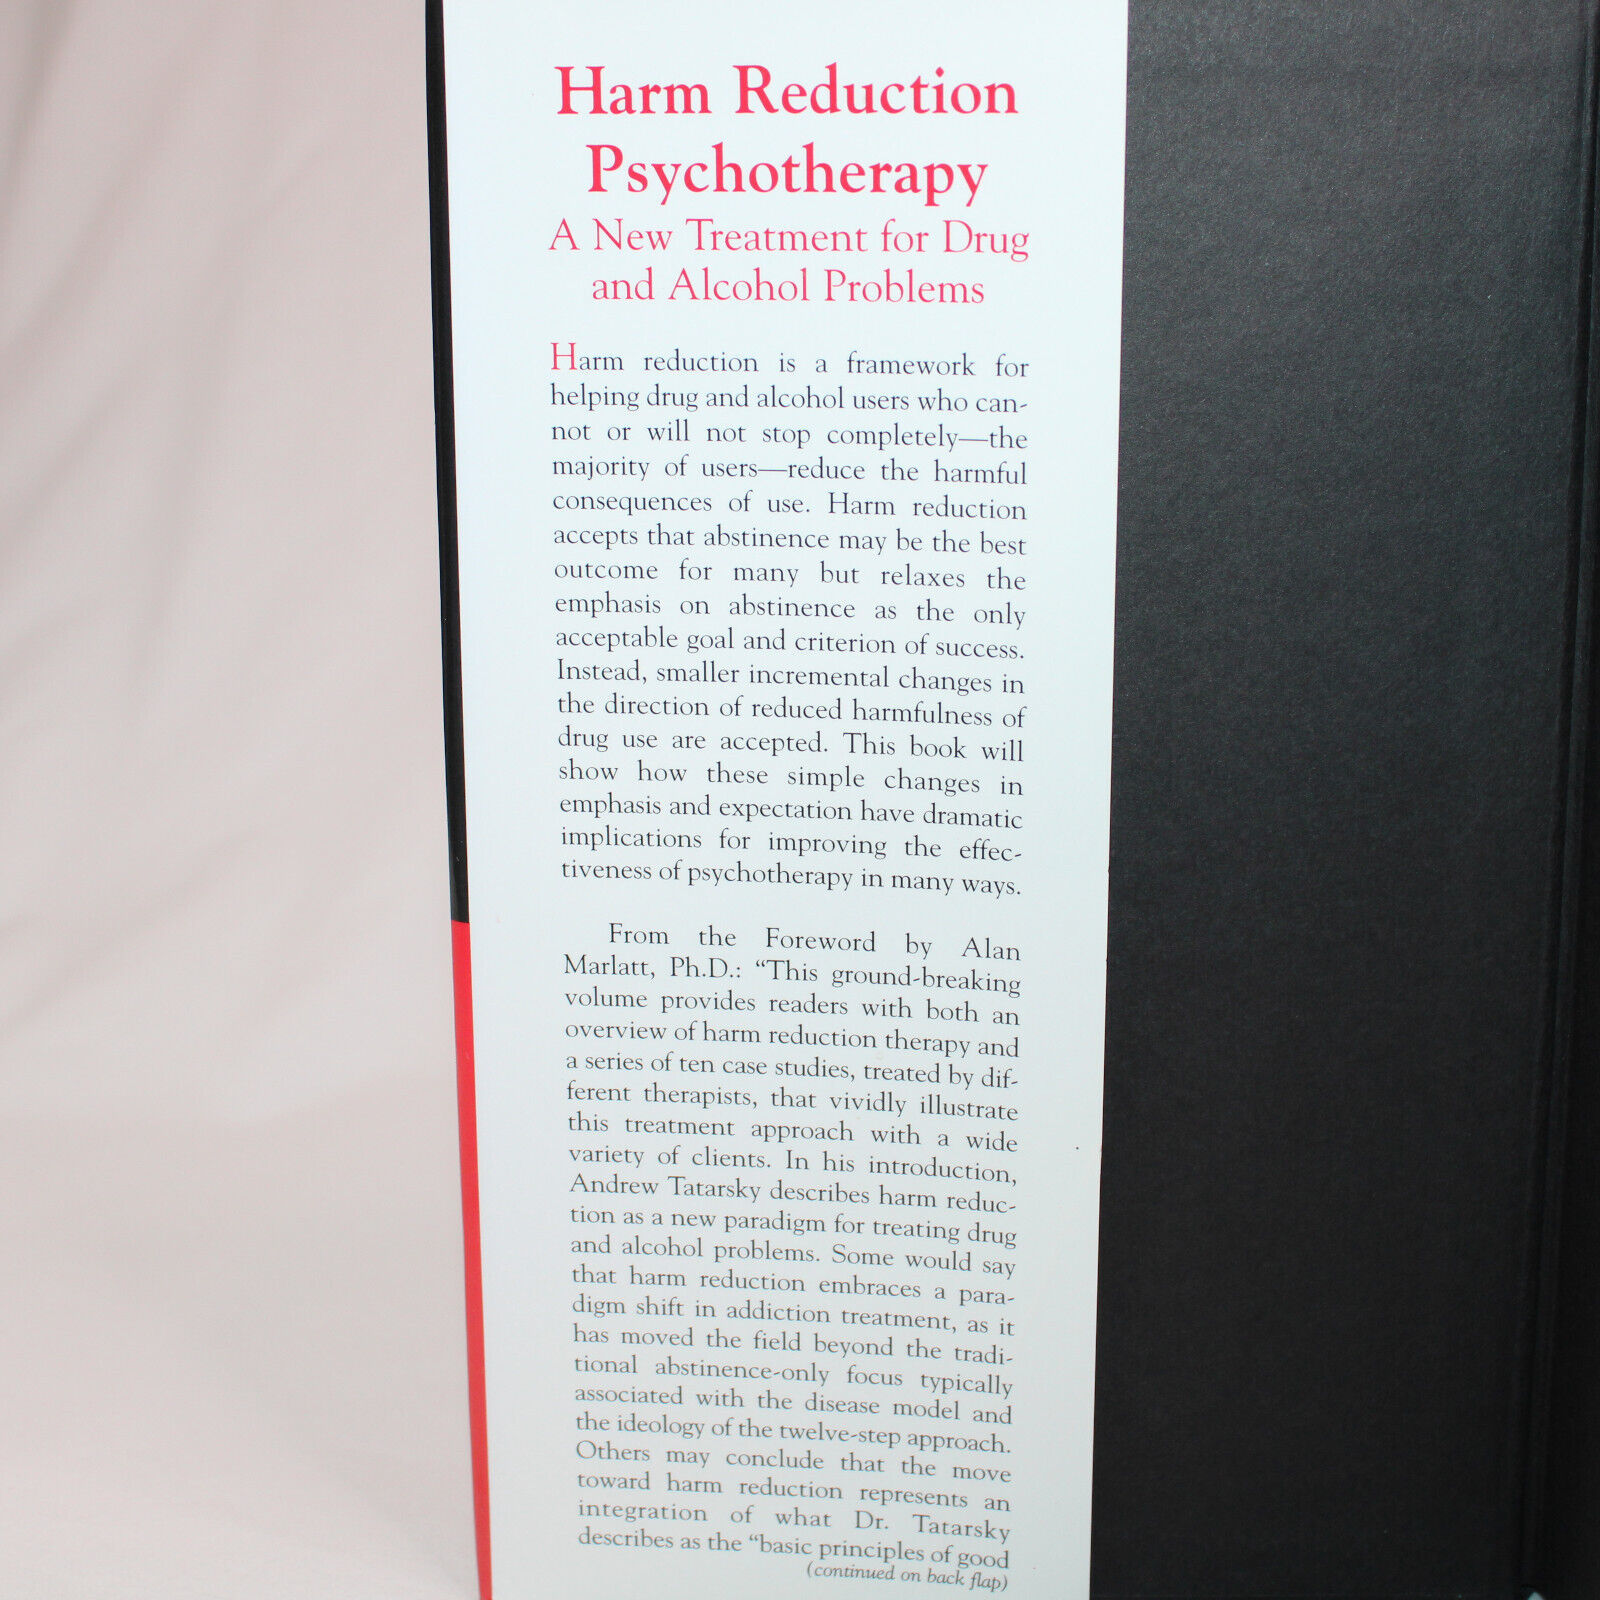 Harm Reduction
Psychotherapy
A New Treatment for Drug
and Alcohol Problems
Harm reduction is a framework for
helping drug and alcohol users who can-
not or will not stop completely—the
majority of users—reduce the harmful
consequences of use. Harm reduction
accepts that abstinence may be the best
outcome for many but relaxes the
emphasis on abstinence as the only
acceptable goal and criterion of success.
Instead, smaller incremental changes in
the direction of reduced harmfulness of
drug use are accepted. This book will
show how these simple changes in
emphasis and expectation have dramatic
implications for improving the effec-
tiveness of psychotherapy in many ways.
From the Foreword by Alan
Marlatt, Ph.D.: “This ground-breaking
volume provides readers with both an
overview of harm reduction therapy and
a series of ten case studies, treated by dif-
ferent therapists, that vividly illustrate
this treatment approach with a wide
variety of clients. In his introduction,
Andrew Tatarsky describes harm reduc-
tion as a new paradigm for treating drug
and alcohol problems. Some would say
that harm reduction embraces a para-
digm shift in addiction treatment, as it
has moved the field beyond the tradi-
tional abstinence-only focus typically
associated with the disease model and
the ideology of the twelve-step approach.
Others may conclude that the move
toward harm reduction represents an
integration of what Dr. Tatarsky
describes as the “basic principles of good
(continued on back flap)